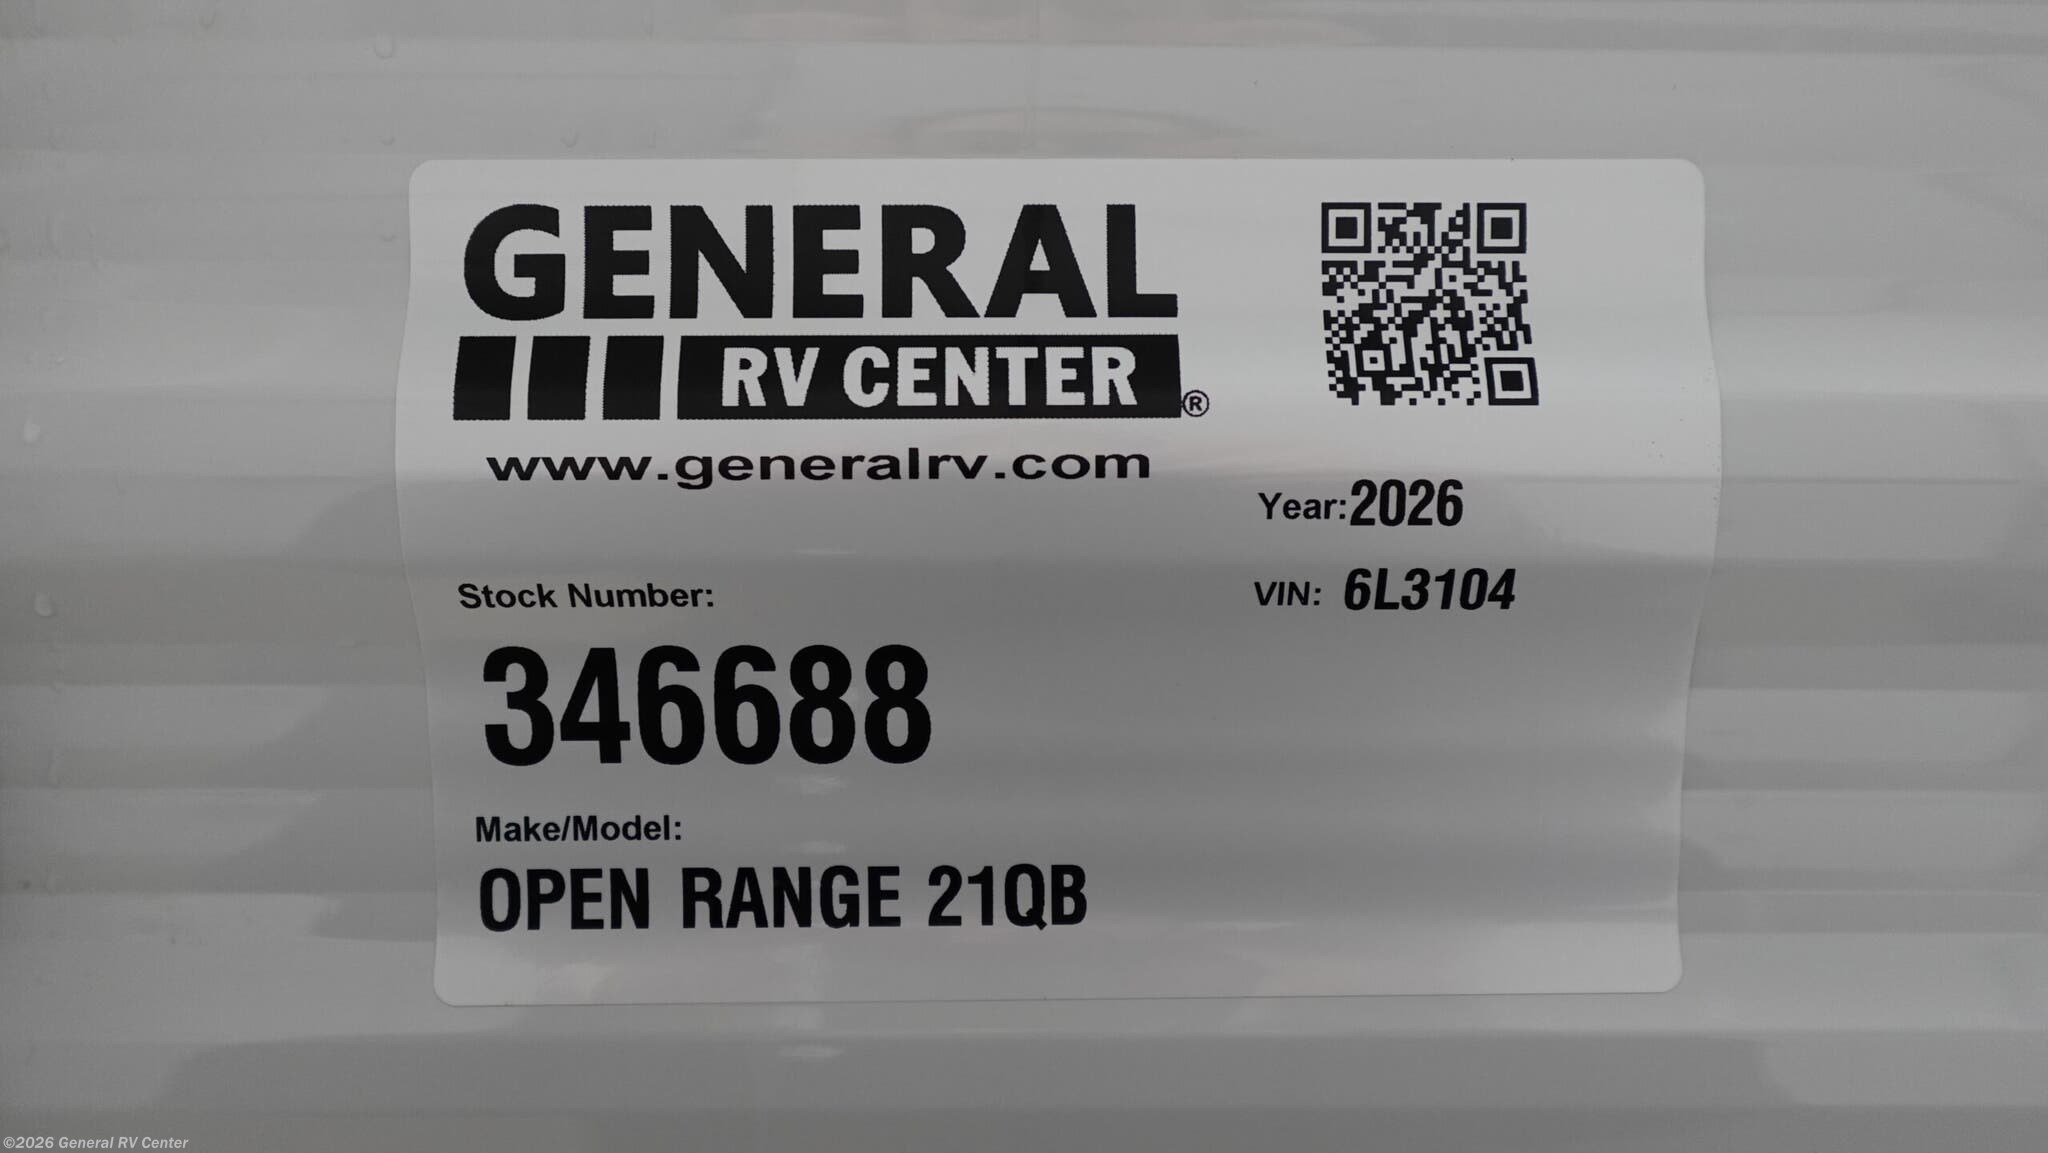 GENERAL
RV CENTER®
www.generalrv.com
Year: 2026
VIN: 6L3104
Stock Number:
346688
Make/Model:
OPEN RANGE 21QB
©2026 General RV Center